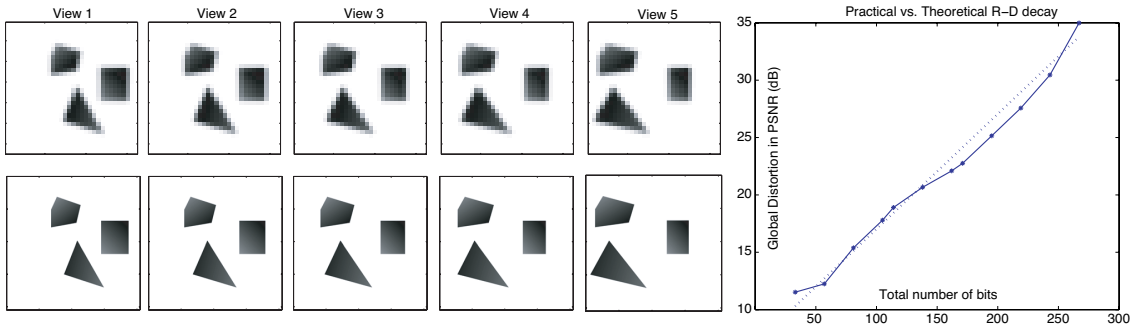 View 1
View 2
View 3
View 4
View 5
Practical vs. Theoretical R−D decay
Global Distortion in PSNR (dB)
35
30
25
20
15
10
Total number of bits
50
100
150
200
250
300